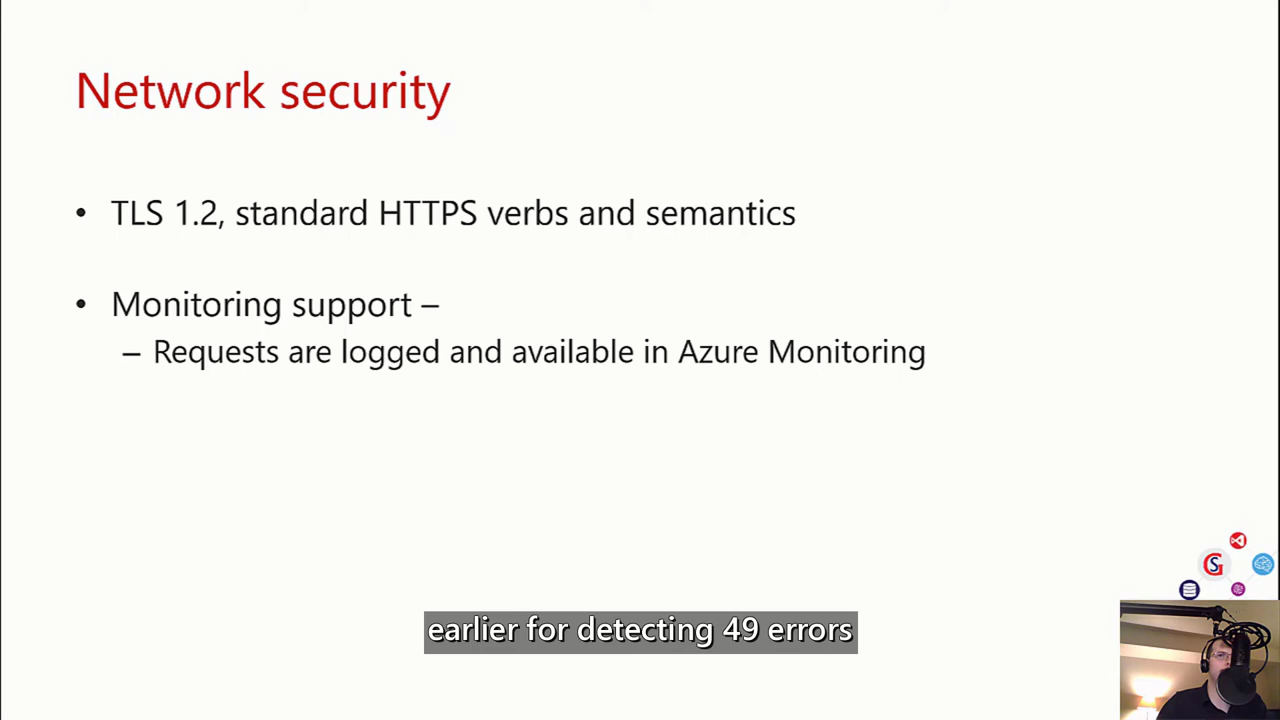 Network security
• TLS 1.2, standard HTTPS verbs and semantics
• Monitoring support –
– Requests are logged and available in Azure Monitoring
SG
earlier for detecting 49 errors